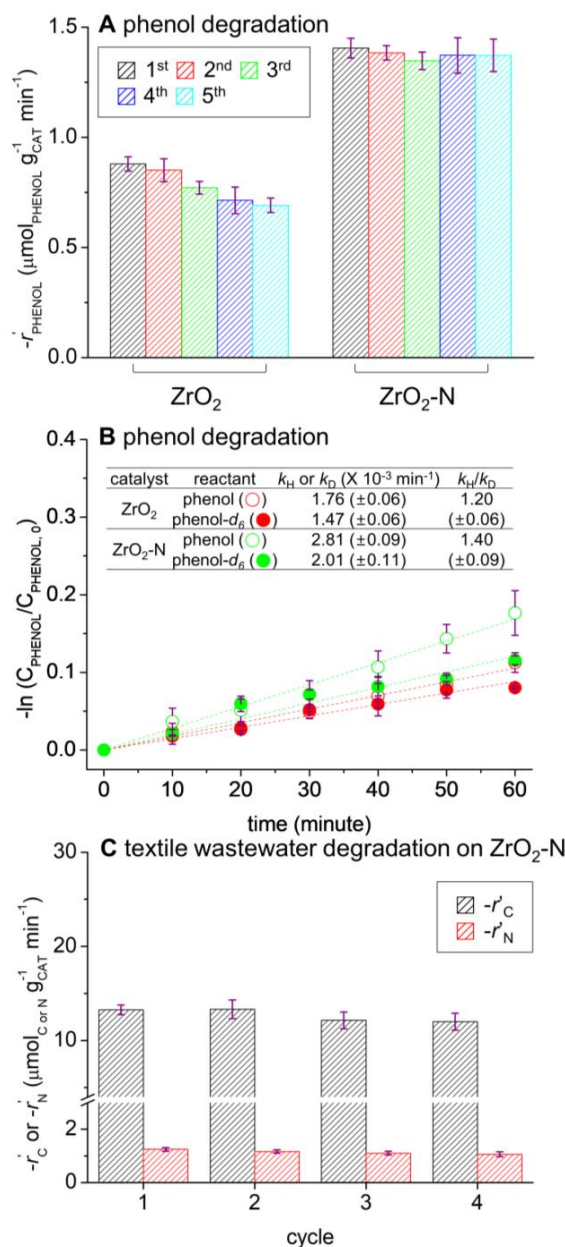 A phenol degradation
1st 2nd 3rd
4th 5th
-r'PHENOL (μmolPHENOL g-1CAT min-1)
1.5
1.0
0.5
0.0
ZrO2 ZrO2-N
B phenol degradation
catalyst reactant kH or kD (X 10-3 min-1) kH/kD
ZrO2 phenol ( ) 1.76 (±0.06) 1.20
phenol-d6 ( ) 1.47 (±0.06) (±0.06)
ZrO2-N phenol ( ) 2.81 (±0.09) 1.40
phenol-d6 ( ) 2.01 (±0.11) (±0.09)
-ln (CPHENOL/CPHENOL, 0)
0.4
0.3
0.2
0.1
0.0
0 10 20 30 40 50 60
time (minute)
C textile wastewater degradation on ZrO2-N
-r'C
-r'N
-r'C or -r'N (μmolC or N g-1CAT min-1)
30
20
10
2
1
0
1 2 3 4
cycle